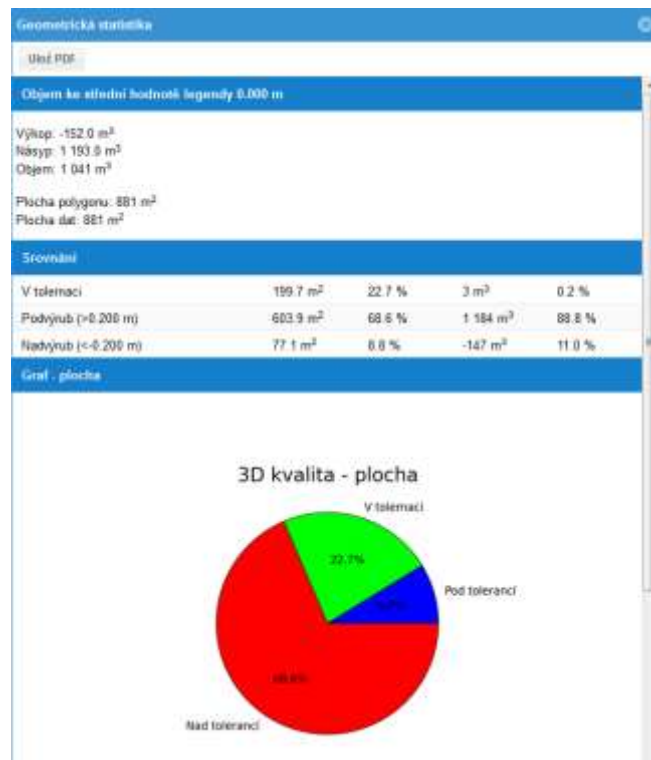 Geometrická statistika
Ulož PDF
Objem ke střední hodnotě legendy 0.000 m
Výkop: -152.0 m³
Násyp: 1 193.0 m³
Objem: 1 041 m³
Plocha polygonu: 881 m²
Plocha dat: 881 m²
Srovnání
V toleranci 199.7 m² 22.7 % 3 m³ 0.2 %
Podvýrub (>0.200 m) 603.9 m² 68.6 % 1 184 m³ 88.8 %
Nadvýrub (<-0.200 m) 77.1 m² 8.8 % -147 m³ 11.0 %
Graf - plocha
3D kvalita - plocha
V toleranci
22.7%
Pod tolerancí
68.6%
Nad tolerancí